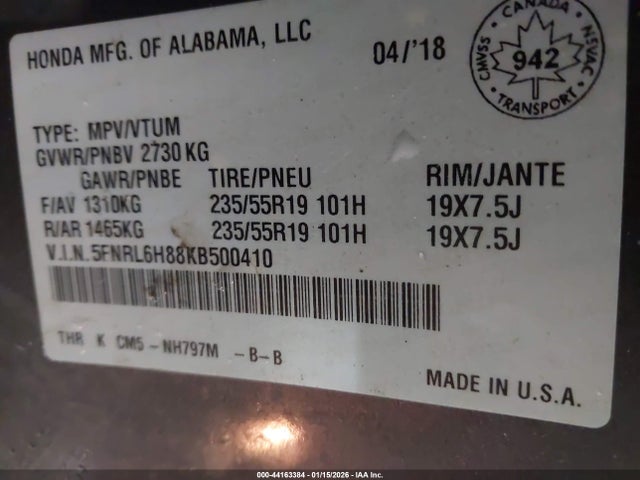 HONDA MFG. OF ALABAMA, LLC
04/'18
CANADA
CMVSS 942 NSVAC
TRANSPORT
TYPE: MPV/VTUM
GVWR/PNBV 2730 KG
GAWR/PNBE TIRE/PNEU RIM/JANTE
F/AV 1310KG 235/55R19 101H 19X7.5J
R/AR 1465KG 235/55R19 101H 19X7.5J
V.I.N. 5FNRL6H88KB500410
THR K CM5 - NH797M - B - B
MADE IN U.S.A.
000-44163384 - 01/15/2026 - IAA Inc.